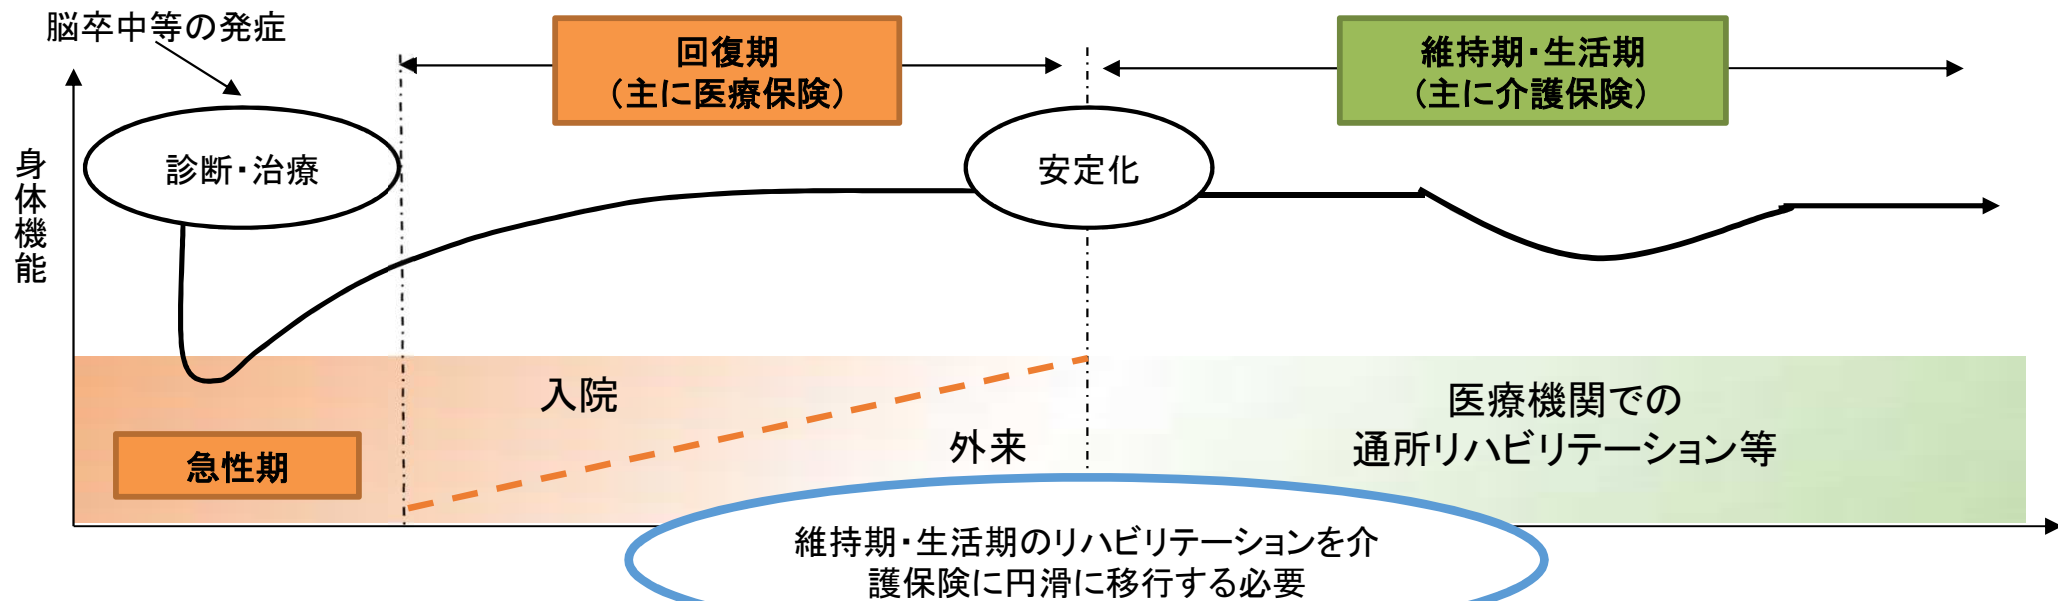 脳卒中等の発症
回復期
（主に医療保険）
維持期・生活期
（主に介護保険）
身体機能
診断・治療
安定化
入院
外来
急性期
医療機関での
通所リハビリテーション等
維持期・生活期のリハビリテーションを介
護保険に円滑に移行する必要